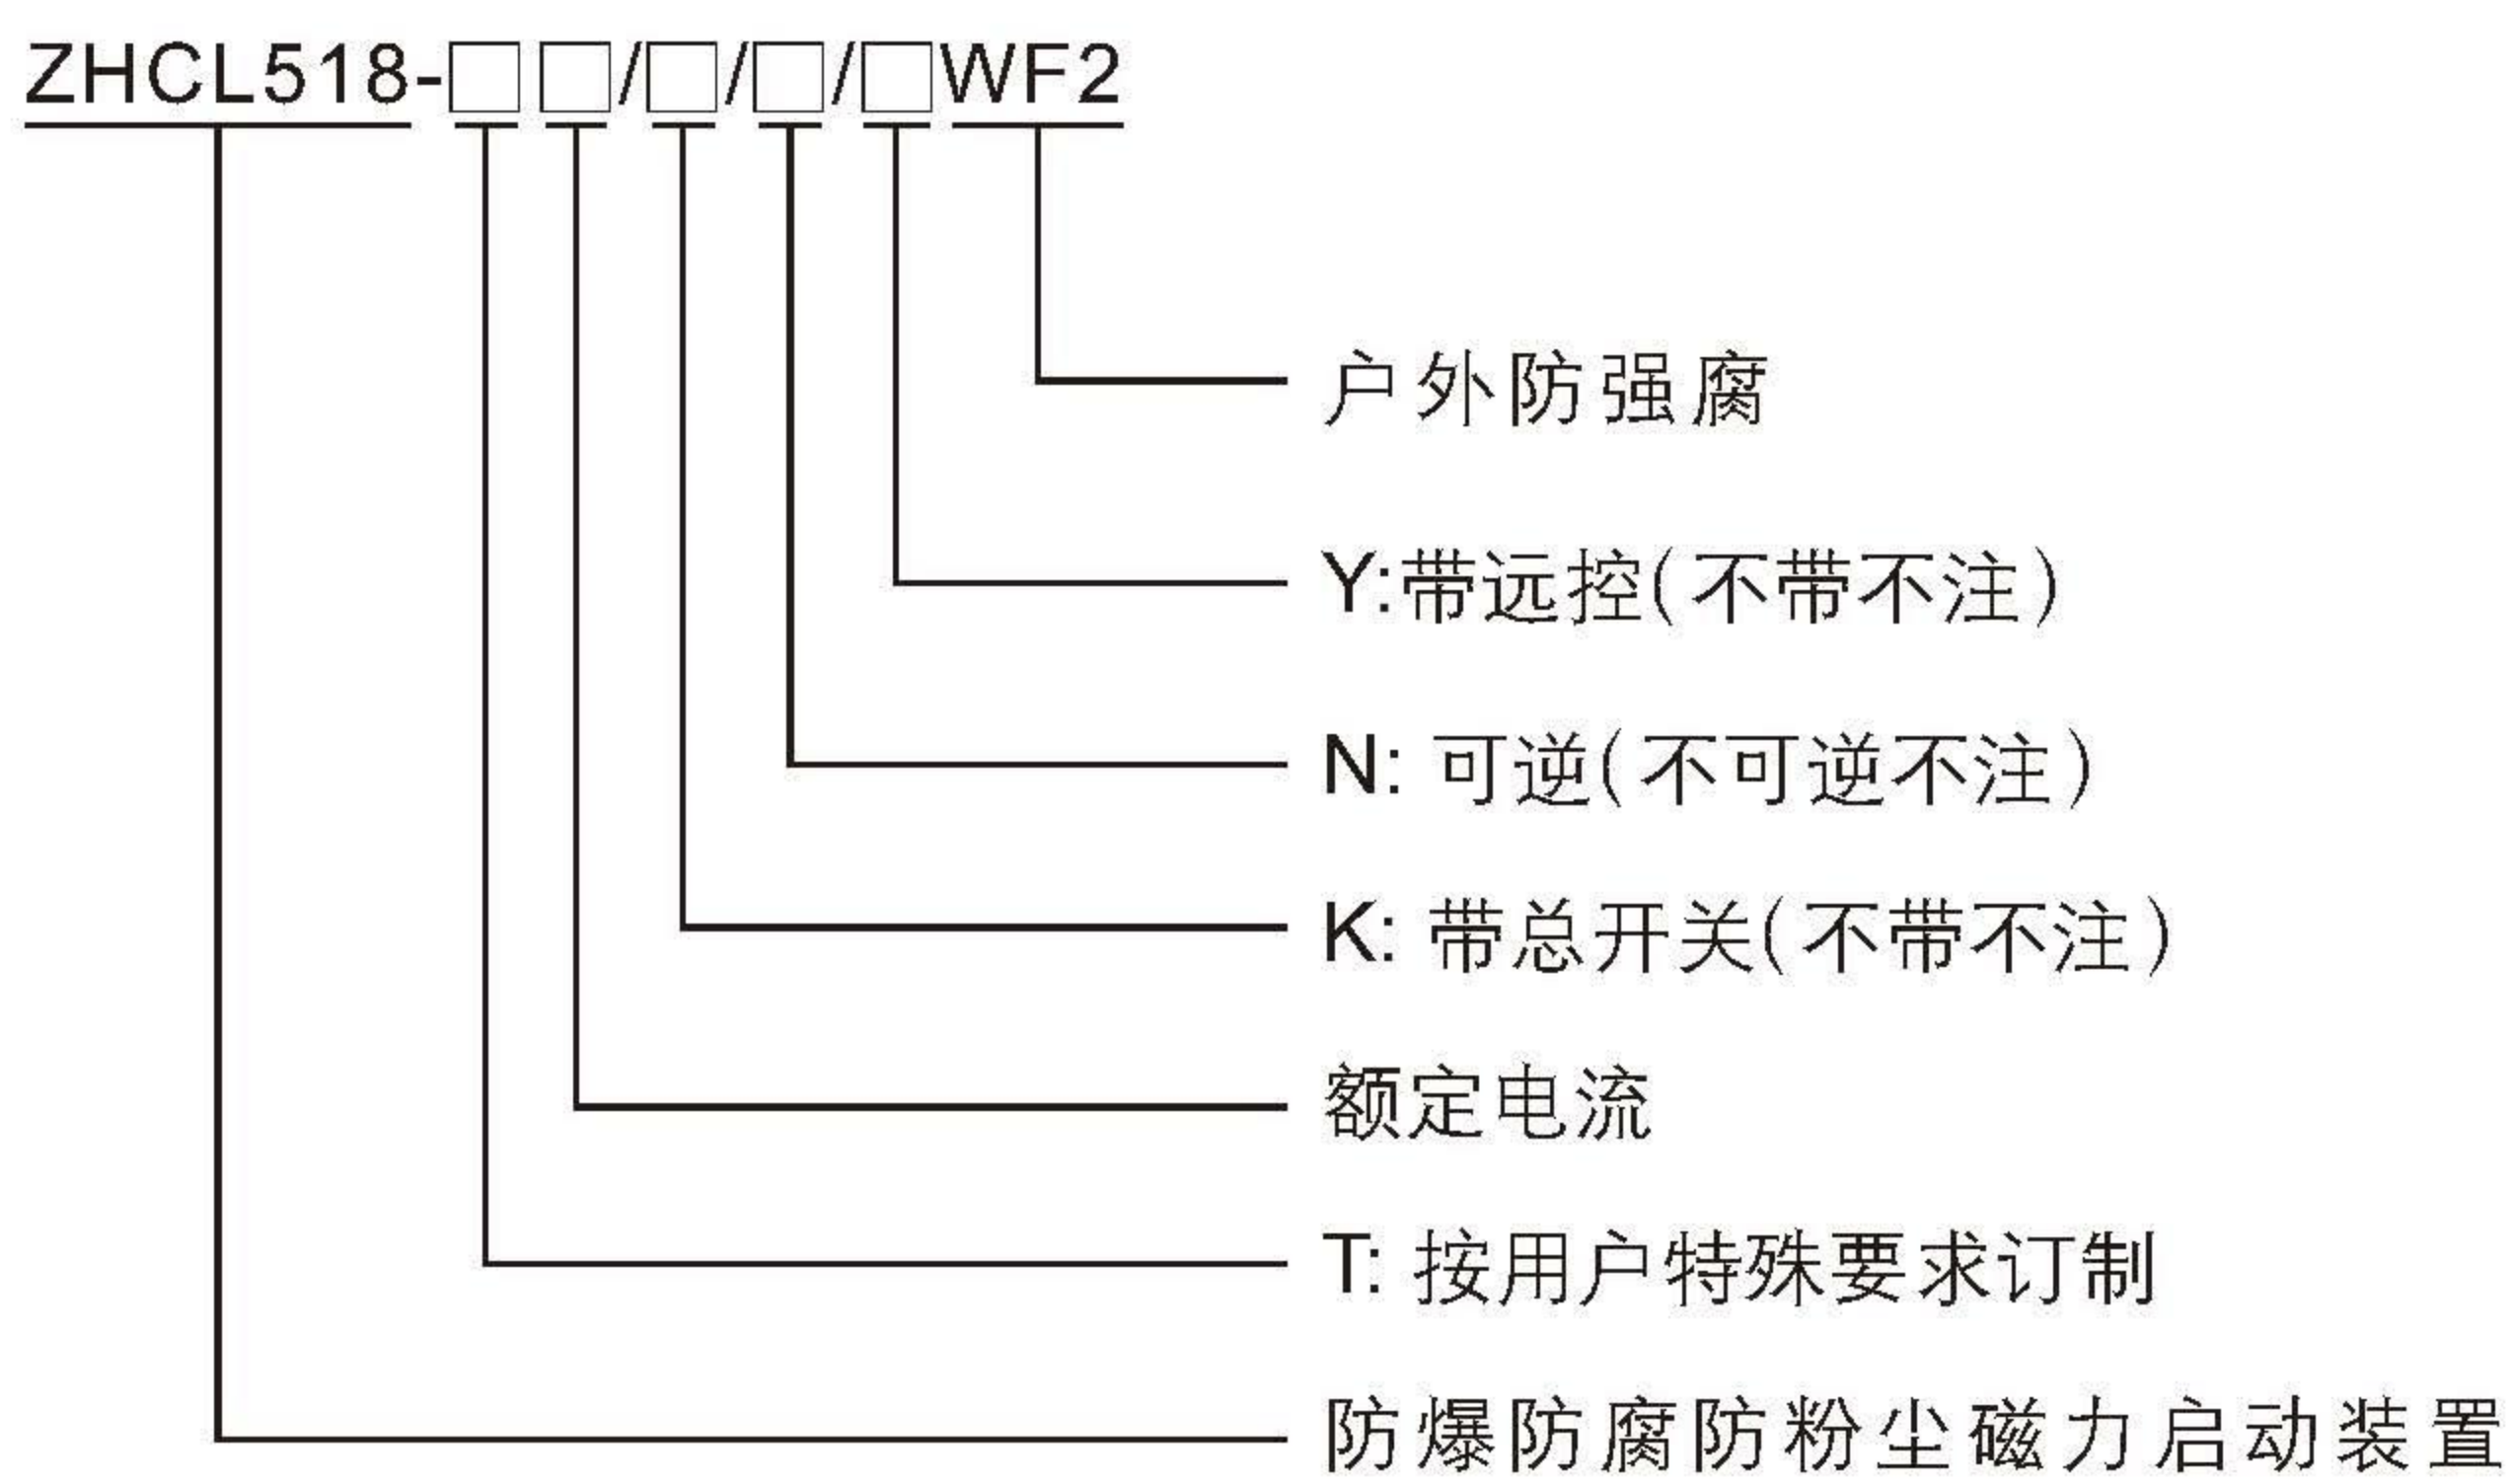 ZHCL518-□□/□/□/□WF2
户外防强腐
Y:带远控(不带不注)
N: 可逆(不可逆不注)
K: 带总开关(不带不注)
额定电流
T: 按用户特殊要求订制
防爆防腐防粉尘磁力启动装置